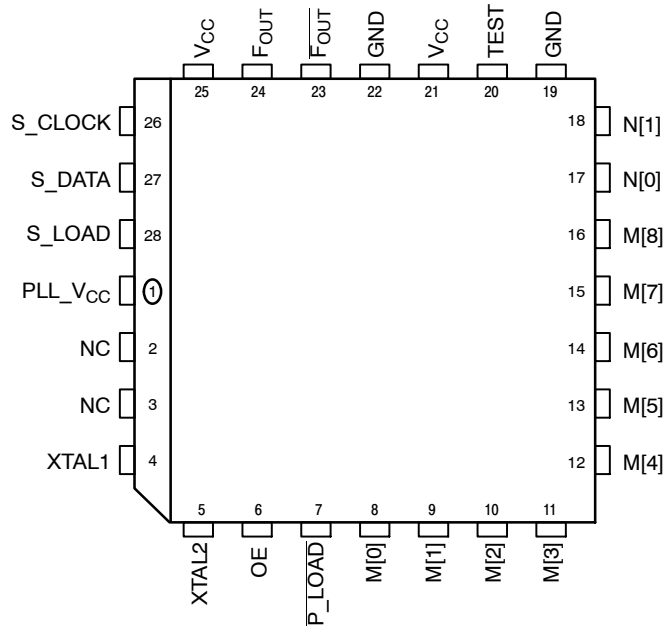 VCC
FOUT
FOUT
GND
VCC
TEST
GND
25
24
23
22
21
20
19
S_CLOCK 26
18 N[1]
S_DATA 27
17 N[0]
S_LOAD 28
16 M[8]
PLL_VCC 1
15 M[7]
NC 2
14 M[6]
NC 3
13 M[5]
XTAL1 4
12 M[4]
5
6
7
8
9
10
11
XTAL2
OE
P_LOAD
M[0]
M[1]
M[2]
M[3]